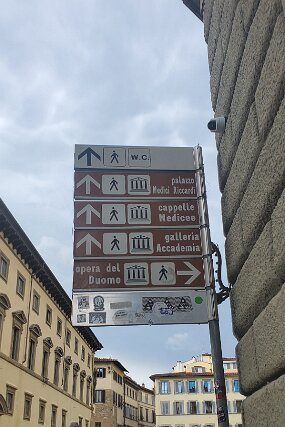 W.C.
palazzo
Medici Riccardi
cappelle
Medicee
galleria
Accademia
opera del
Duomo